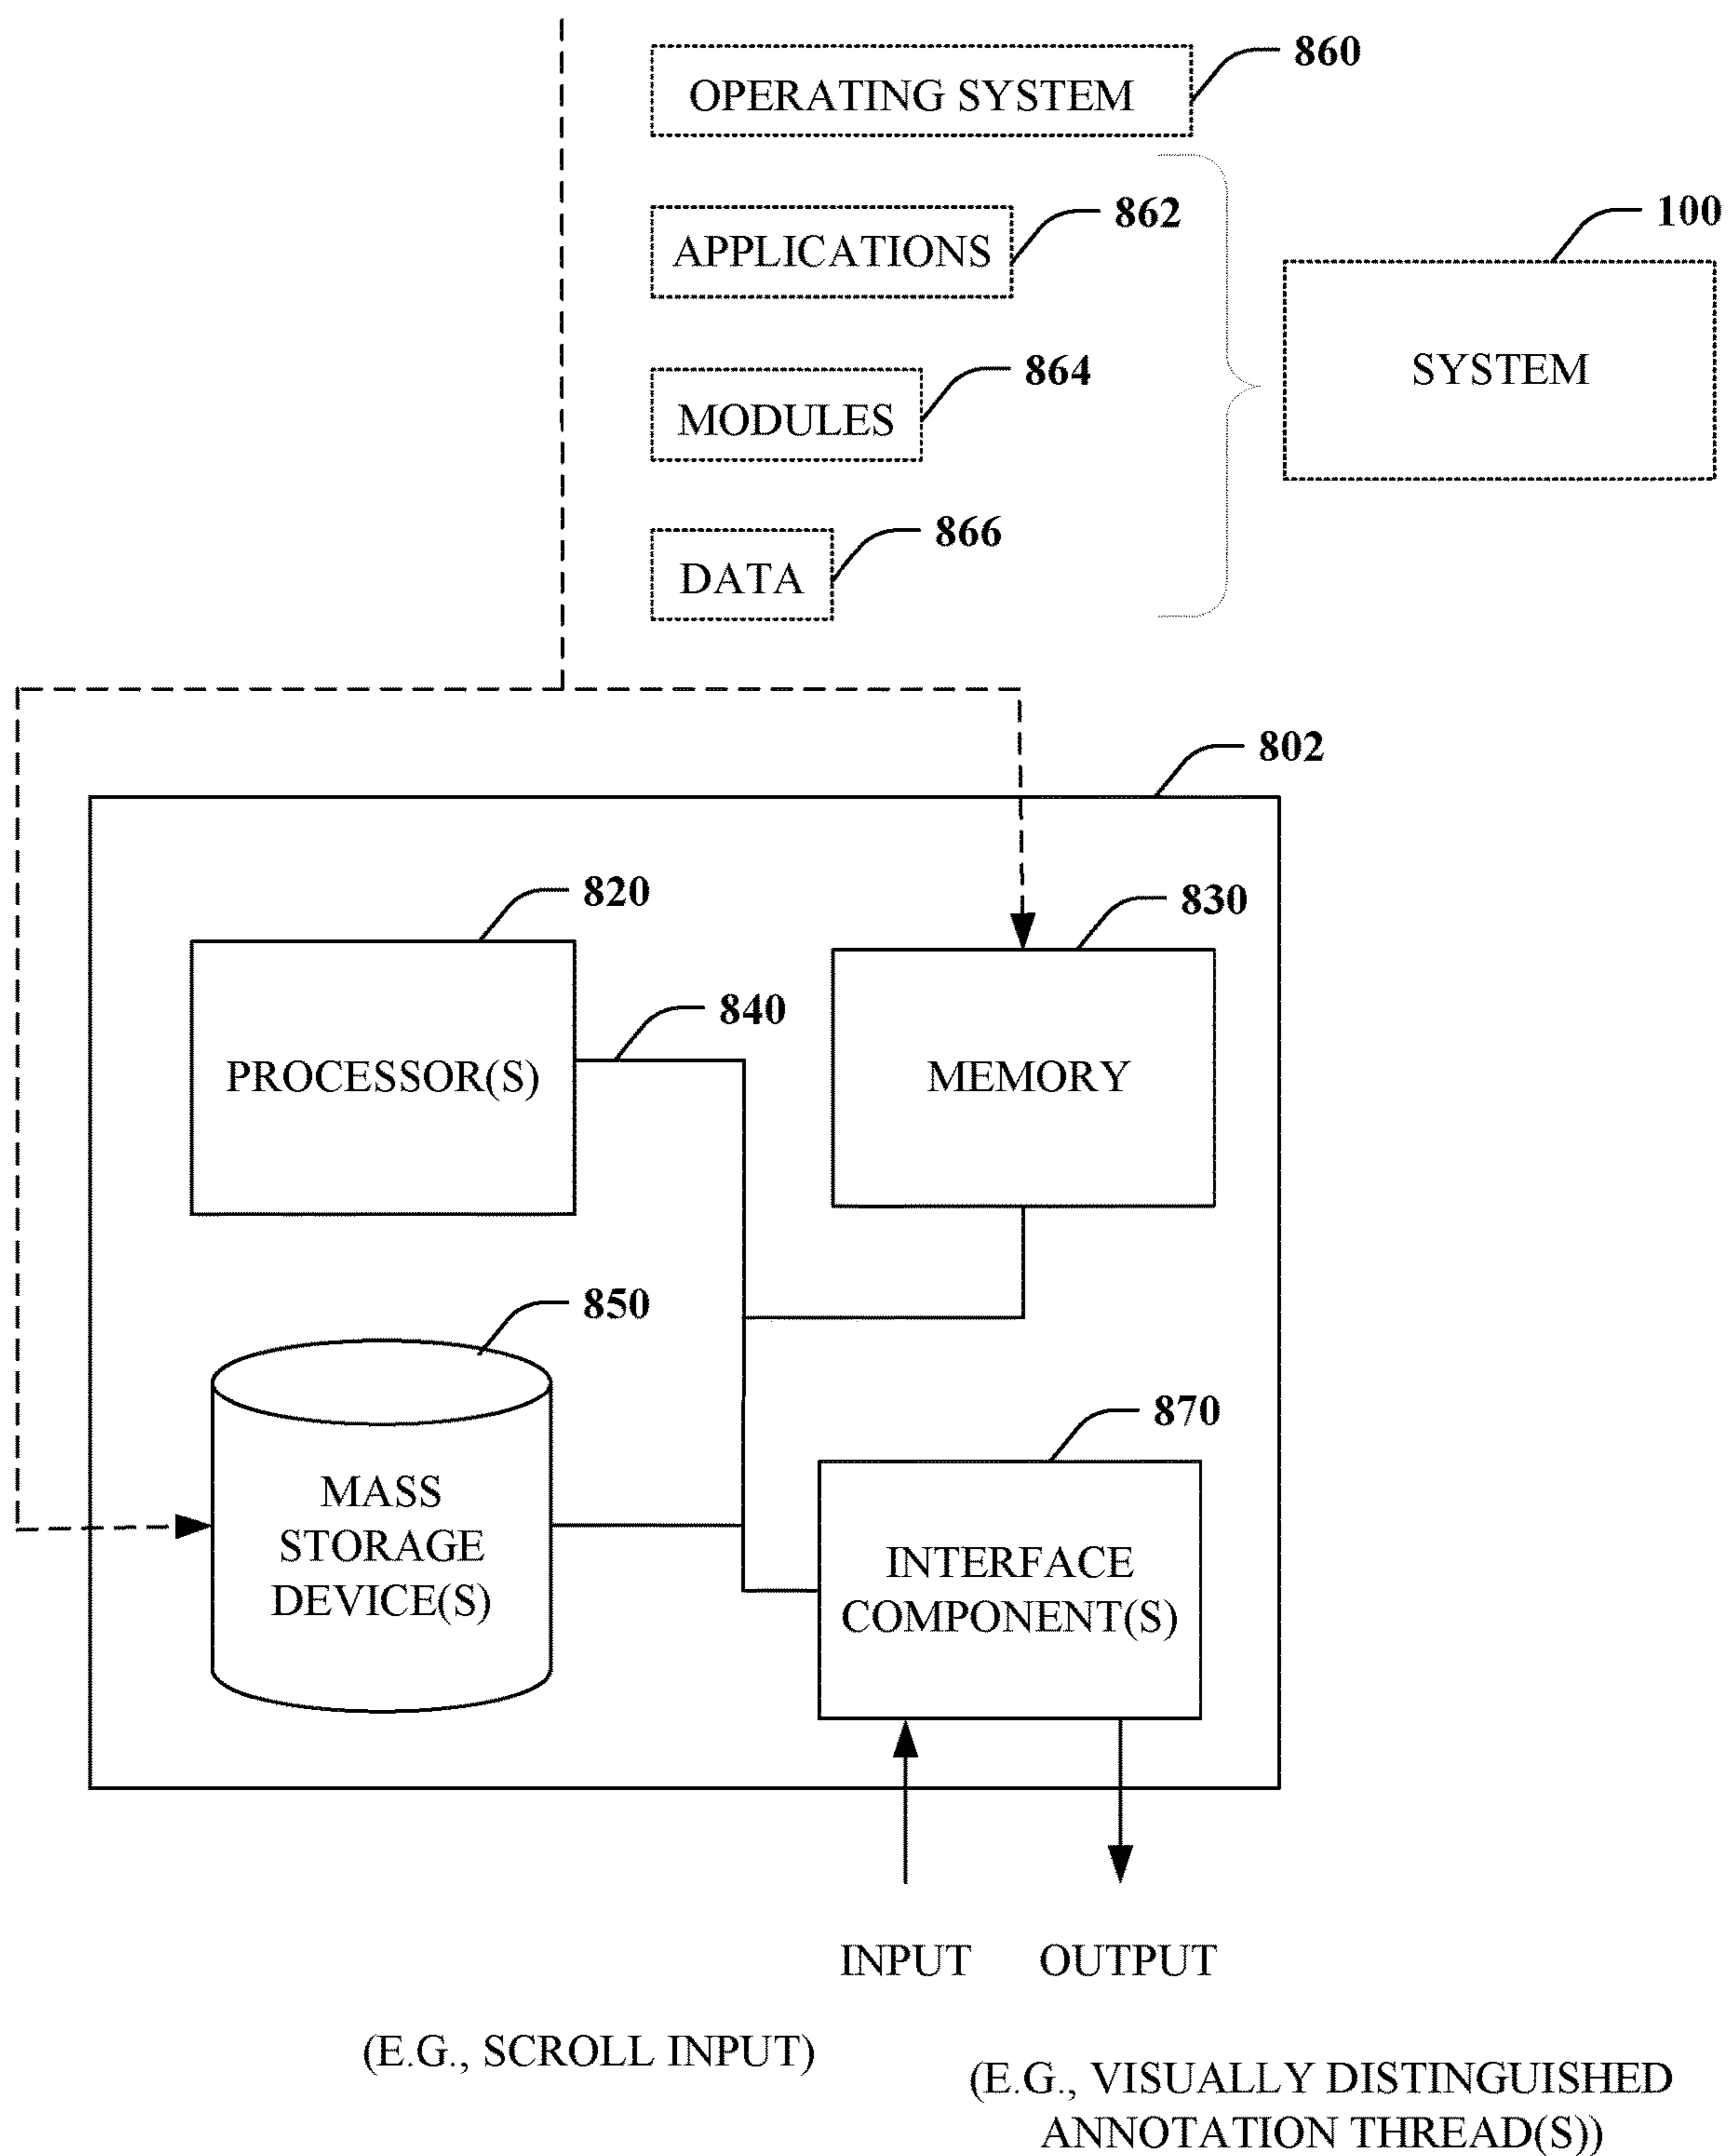 860
OPERATING SYSTEM
862
100
APPLICATIONS
SYSTEM
864
MODULES
866
DATA
802
820
830
840
PROCESSOR(S)
MEMORY
850
870
MASS
STORAGE
DEVICE(S)
INTERFACE
COMPONENT(S)
INPUT
OUTPUT
(E.G., SCROLL INPUT)
(E.G., VISUALLY DISTINGUISHED
ANNOTATION THREAD(S))